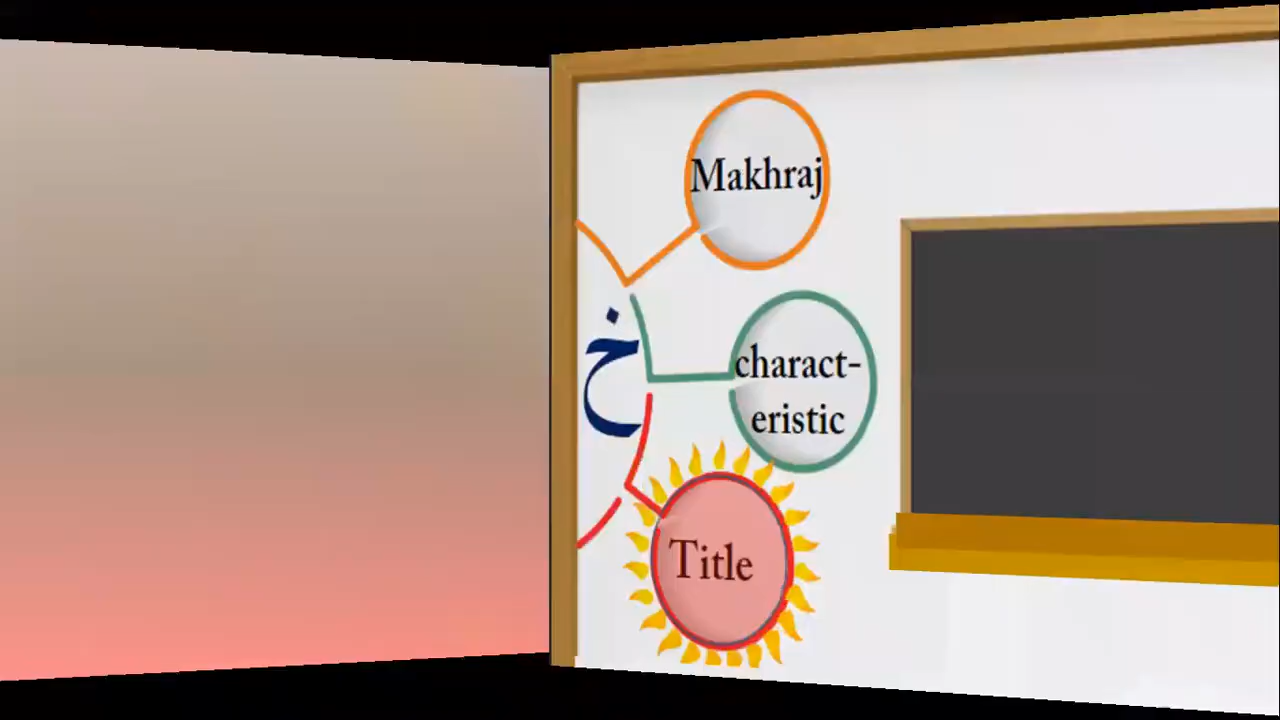 Makhraj
خ
charact-
eristic
Title